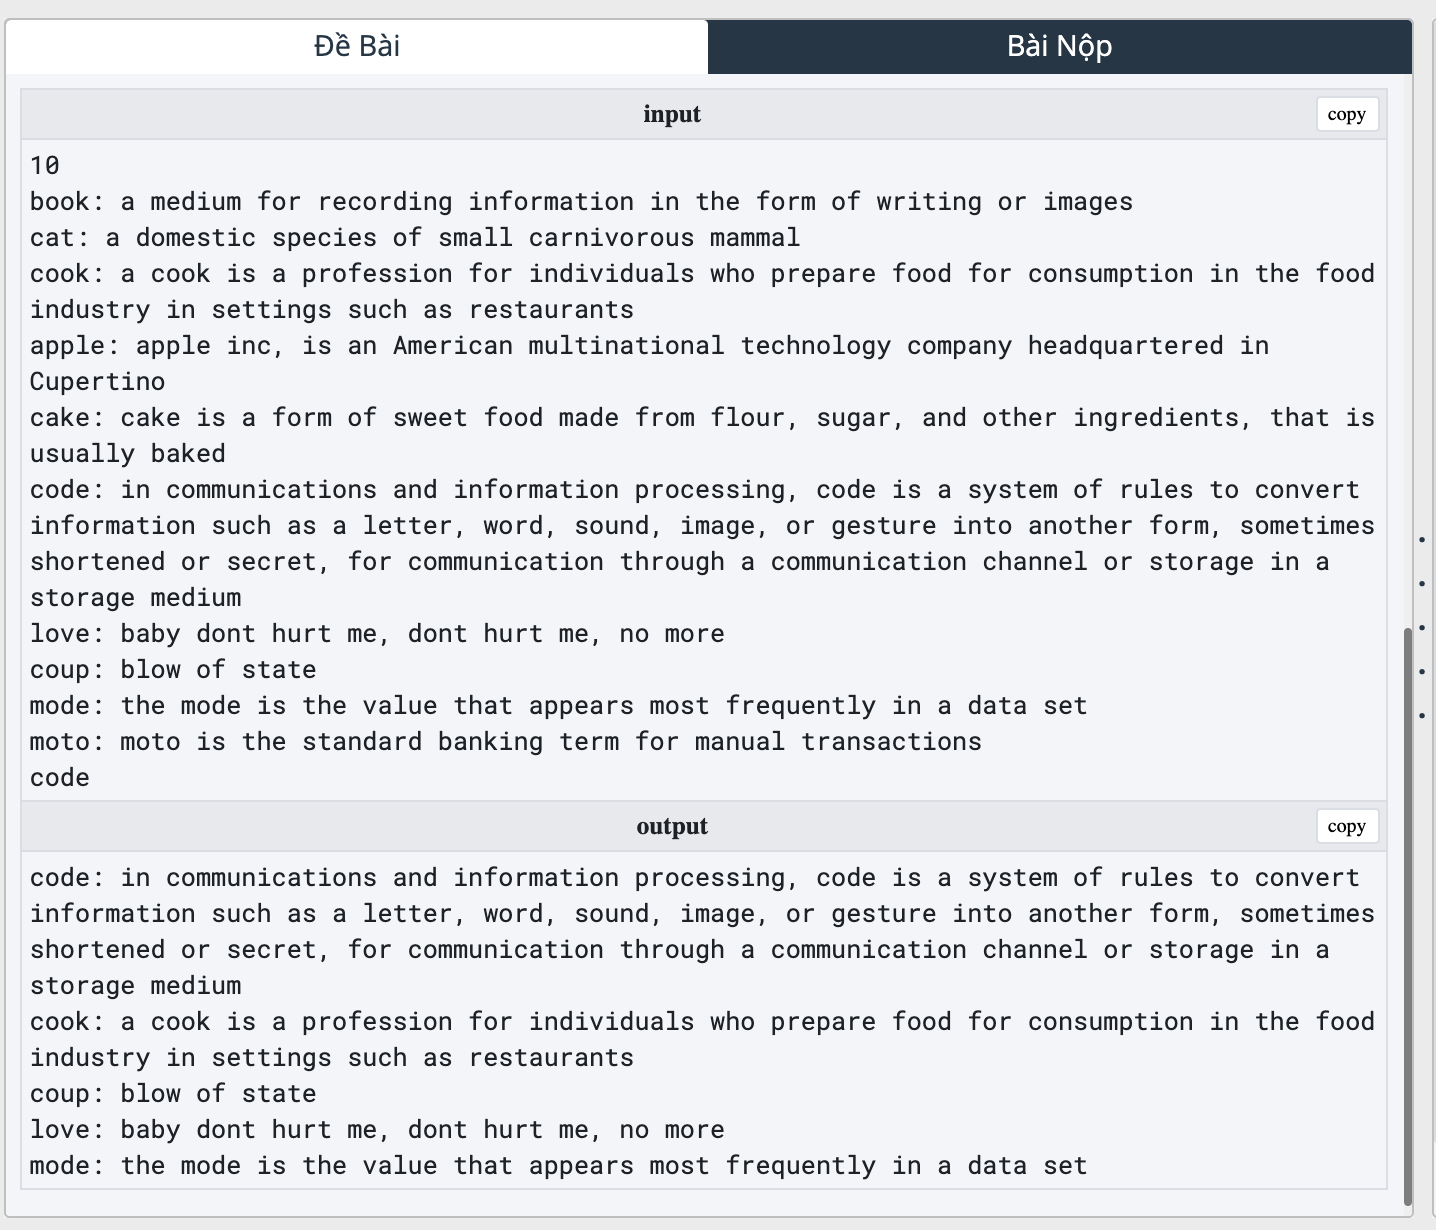 Đề Bài
Bài Nộp
input
copy
10
book: a medium for recording information in the form of writing or images
cat: a domestic species of small carnivorous mammal
cook: a cook is a profession for individuals who prepare food for consumption in the food
industry in settings such as restaurants
apple: apple inc, is an American multinational technology company headquartered in
Cupertino
cake: cake is a form of sweet food made from flour, sugar, and other ingredients, that is
usually baked
code: in communications and information processing, code is a system of rules to convert
information such as a letter, word, sound, image, or gesture into another form, sometimes
shortened or secret, for communication through a communication channel or storage in a
storage medium
love: baby dont hurt me, dont hurt me, no more
coup: blow of state
mode: the mode is the value that appears most frequently in a data set
moto: moto is the standard banking term for manual transactions
code
output
copy
code: in communications and information processing, code is a system of rules to convert
information such as a letter, word, sound, image, or gesture into another form, sometimes
shortened or secret, for communication through a communication channel or storage in a
storage medium
cook: a cook is a profession for individuals who prepare food for consumption in the food
industry in settings such as restaurants
coup: blow of state
love: baby dont hurt me, dont hurt me, no more
mode: the mode is the value that appears most frequently in a data set